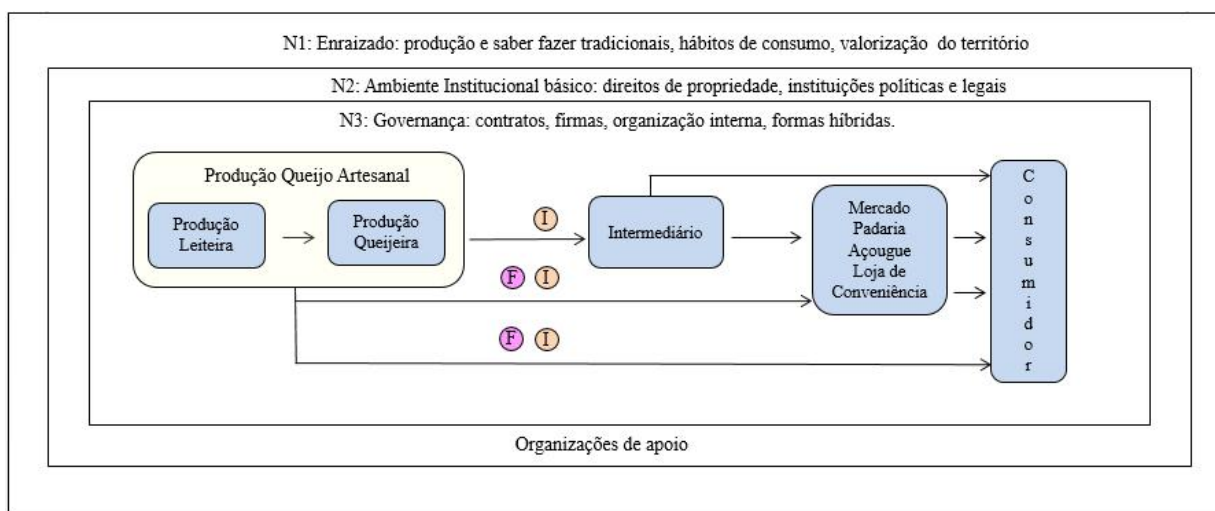 N1: Enraizado: produção e saber fazer tradicionais, hábitos de consumo, valorização do território
N2: Ambiente Institucional básico: direitos de propriedade, instituições políticas e legais
N3: Governança: contratos, firmas, organização interna, formas híbridas.
Produção Queijo Artesanal
Produção
Leiteira
Produção
Queijeira
I
Intermediário
F I
F I
Mercado
Padaria
Açougue
Loja de
Conveniência
C
o
n
s
u
m
i
d
o
r
Organizações de apoio